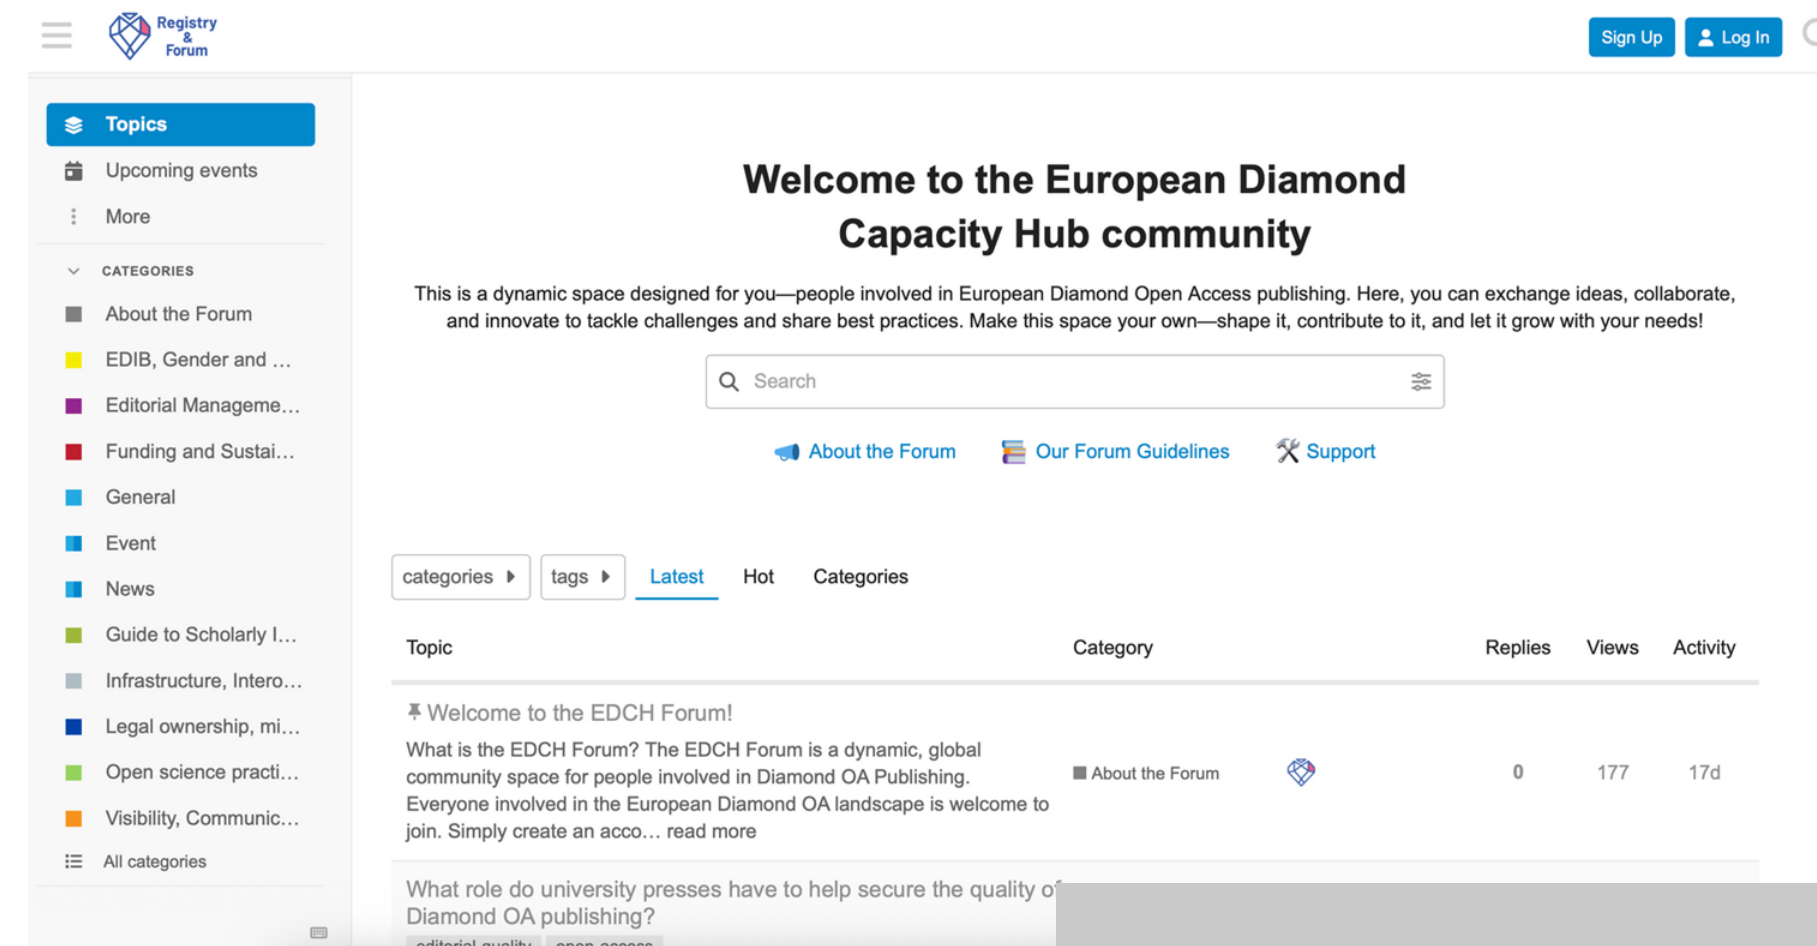 Registry
&
Forum
Sign Up
Log In
Topics
Upcoming events
More
CATEGORIES
About the Forum
EDIB, Gender and ...
Editorial Manageme...
Funding and Sustai...
General
Event
News
Guide to Scholarly I...
Infrastructure, Intero...
Legal ownership, mi...
Open science practi...
Visibility, Communic...
All categories
Welcome to the European Diamond
Capacity Hub community
This is a dynamic space designed for you—people involved in European Diamond Open Access publishing. Here, you can exchange ideas, collaborate,
and innovate to tackle challenges and share best practices. Make this space your own—shape it, contribute to it, and let it grow with your needs!
Search
About the Forum Our Forum Guidelines Support
categories tags Latest Hot Categories
Topic Category Replies Views Activity
Welcome to the EDCH Forum!
What is the EDCH Forum? The EDCH Forum is a dynamic, global
community space for people involved in Diamond OA Publishing.
Everyone involved in the European Diamond OA landscape is welcome to
join. Simply create an acco... read more
About the Forum 0 177 17d
What role do university presses have to help secure the quality of
Diamond OA publishing?
editorial-quality open-access